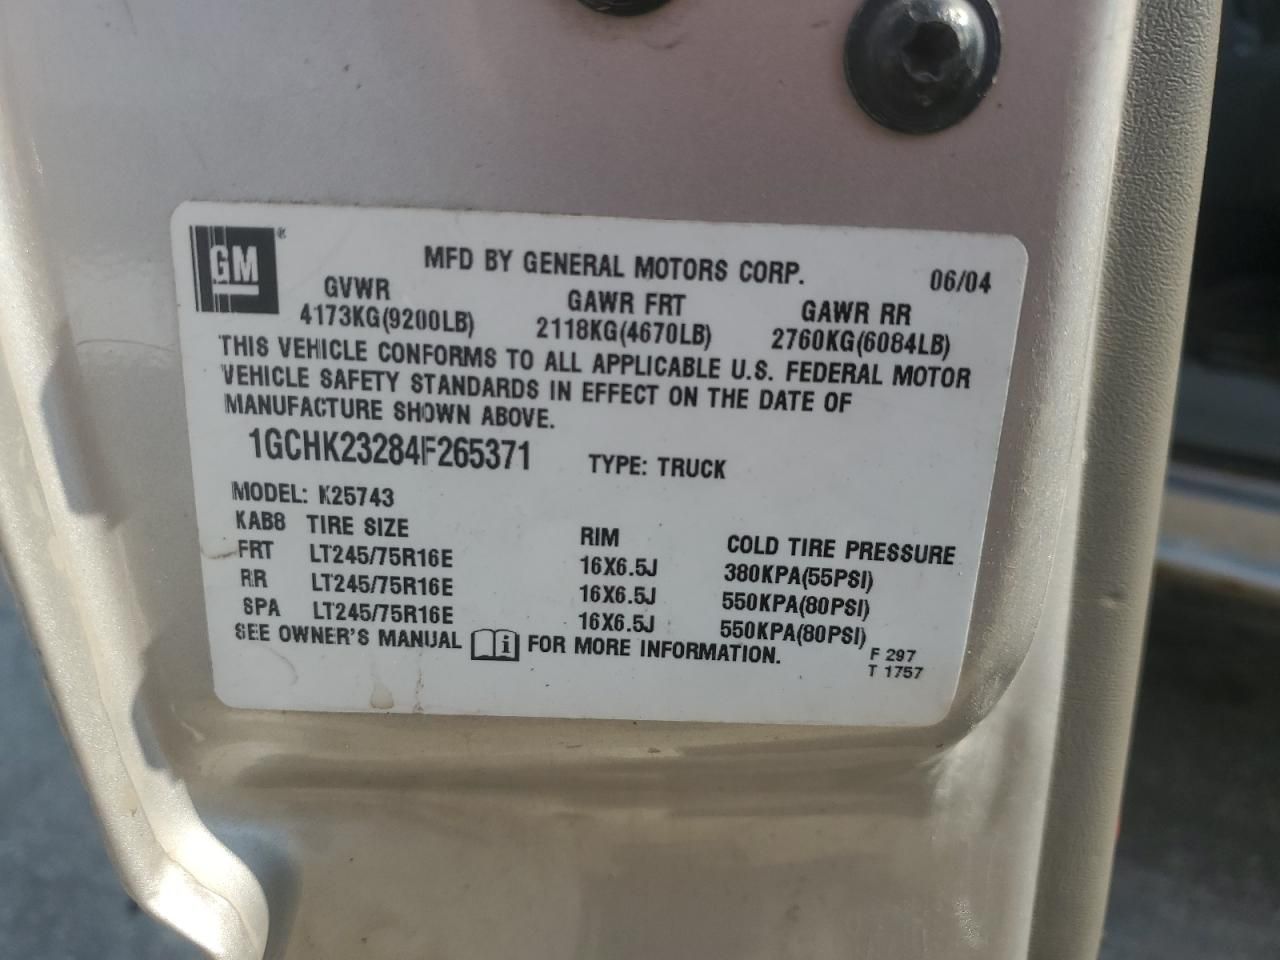 GM ®
MFD BY GENERAL MOTORS CORP. 06/04
GVWR GAWR FRT GAWR RR
4173KG(9200LB) 2118KG(4670LB) 2760KG(6084LB)
THIS VEHICLE CONFORMS TO ALL APPLICABLE U.S. FEDERAL MOTOR
VEHICLE SAFETY STANDARDS IN EFFECT ON THE DATE OF
MANUFACTURE SHOWN ABOVE.
1GCHK23284F265371 TYPE: TRUCK
MODEL: K25743
KAB8 TIRE SIZE RIM COLD TIRE PRESSURE
FRT LT245/75R16E 16X6.5J 380KPA(55PSI)
RR LT245/75R16E 16X6.5J 550KPA(80PSI)
SPA LT245/75R16E 16X6.5J 550KPA(80PSI)
SEE OWNER'S MANUAL i FOR MORE INFORMATION.
F 297
T 1757